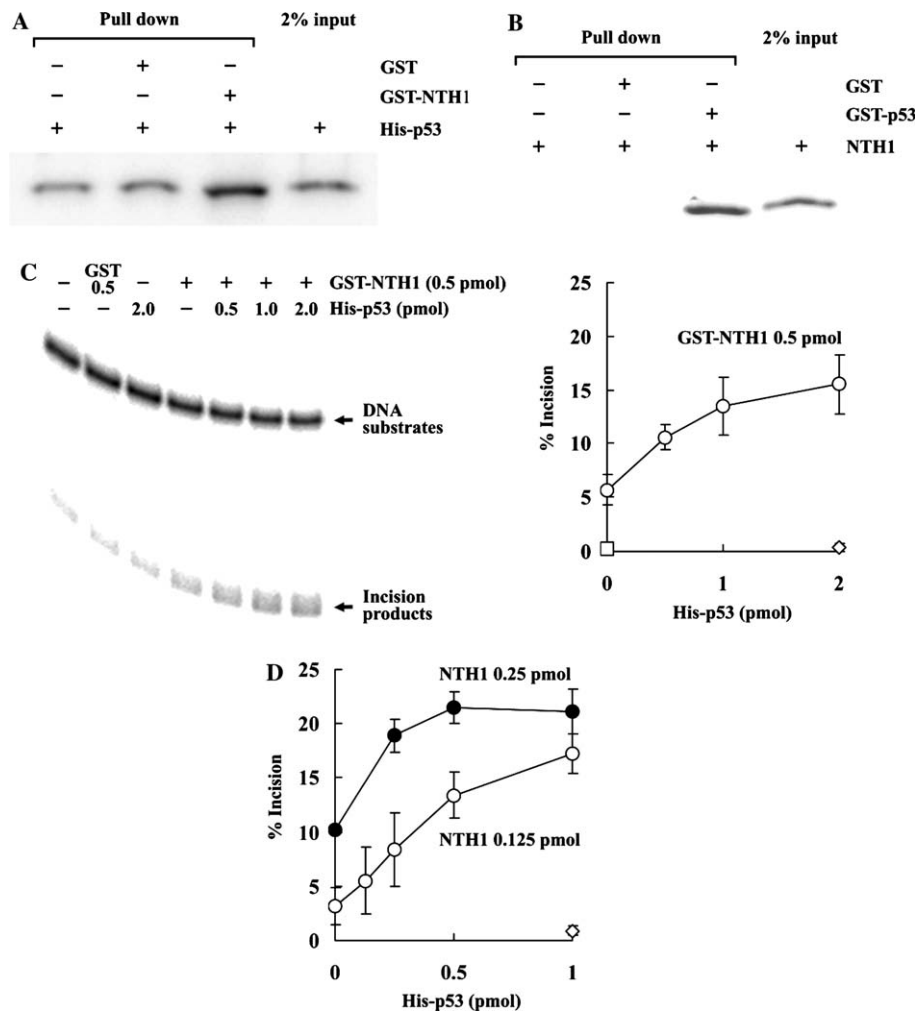 A
Pull down 2% input
– + – GST
– – + GST-NTH1
+ + + + His-p53
B
Pull down 2% input
– + – GST
– – + GST-p53
+ + + + NTH1
C
– GST 0.5 – + + + + GST-NTH1 (0.5 pmol)
– – 2.0 – 0.5 1.0 2.0 His-p53 (pmol)
DNA
substrates
Incision
products
25
GST-NTH1 0.5 pmol
20
15
10
5
0
% Incision
0 1 2
His-p53 (pmol)
D
25
NTH1 0.25 pmol
20
15
10
NTH1 0.125 pmol
5
0
% Incision
0 0.5 1
His-p53 (pmol)